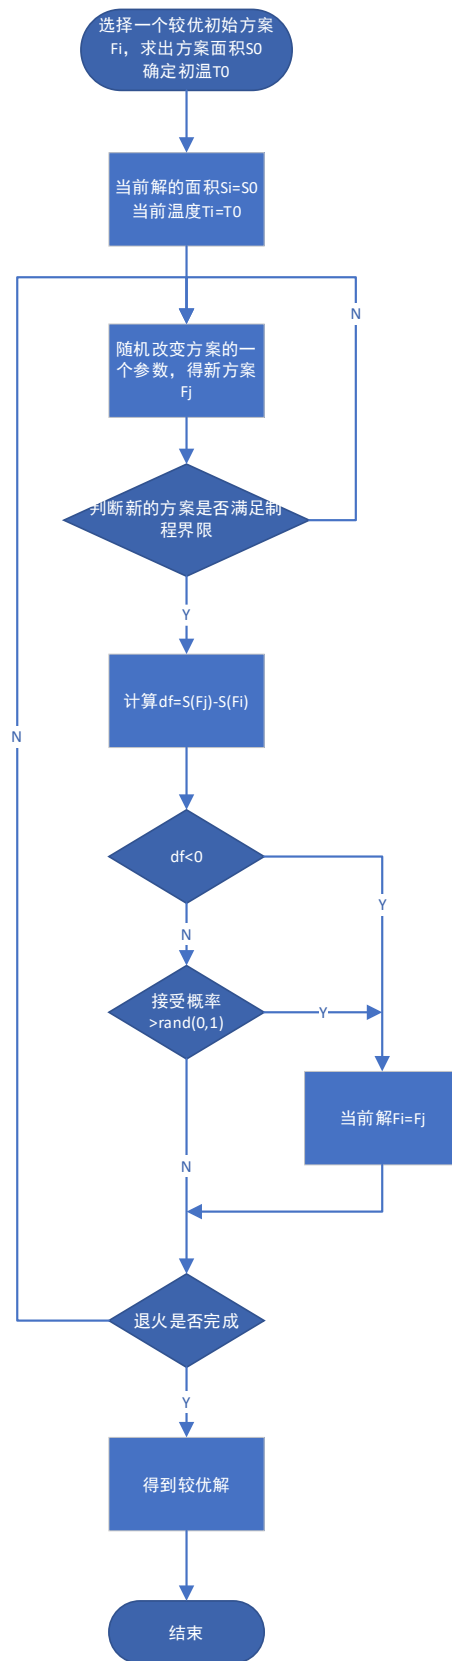 选择一个较优初始方案
Fi，求出方案面积S0
确定初温T0
当前解的面积Si=S0
当前温度Ti=T0
N
随机改变方案的一
个参数，得新方案
Fj
判断新的方案是否满足制
程界限
Y
计算df=S(Fj)-S(Fi)
N
df<0
Y
N
接受概率
>rand(0,1)
Y
当前解Fi=Fj
N
退火是否完成
Y
得到较优解
结束